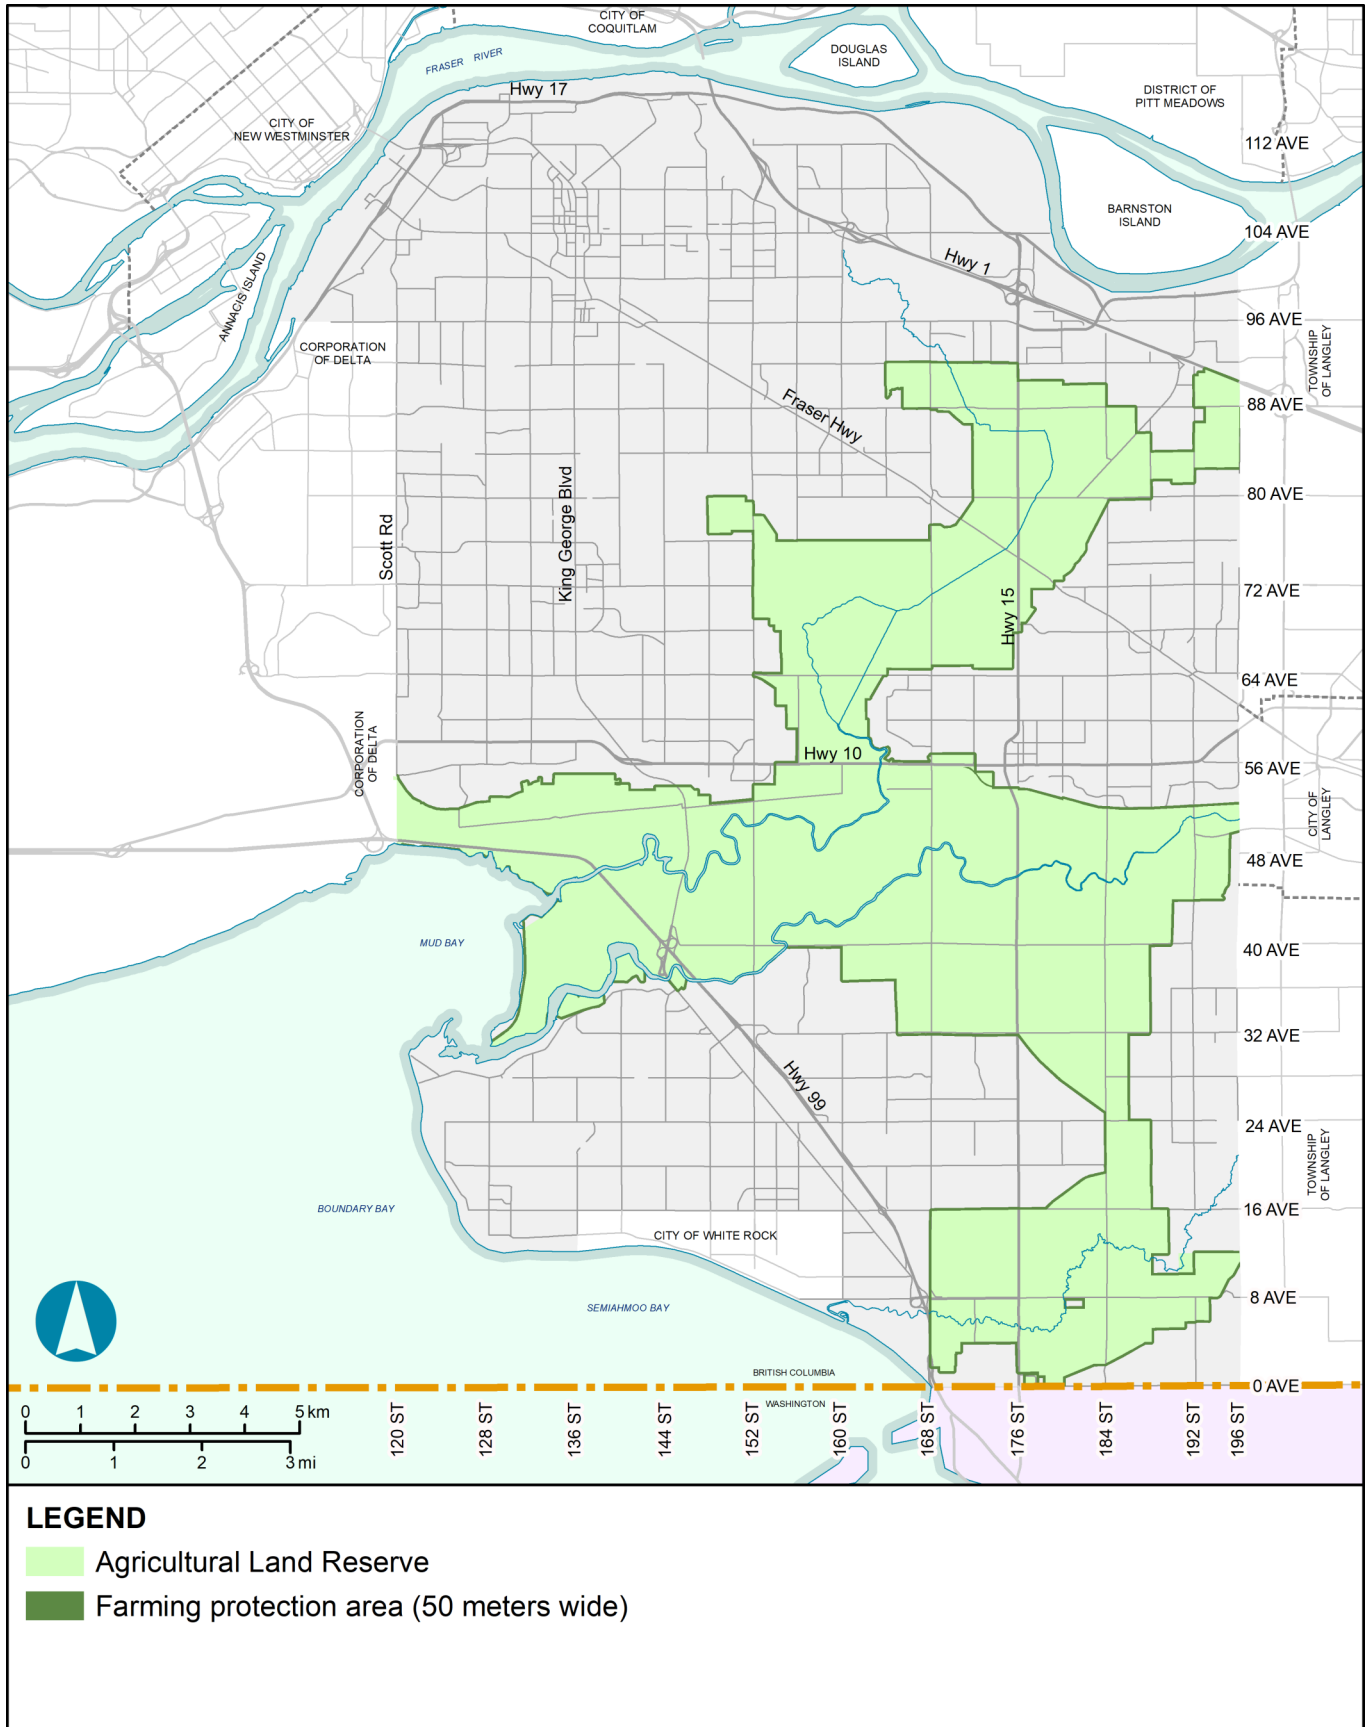 CITY OF
COQUITLAM
FRASER RIVER
DOUGLAS
ISLAND
Hwy 17
DISTRICT OF
PITT MEADOWS
CITY OF
NEW WESTMINSTER
112 AVE
BARNSTON
ISLAND
104 AVE
ANNACIS ISLAND
Hwy 1
96 AVE
CORPORATION
OF DELTA
TOWNSHIP
OF LANGLEY
88 AVE
Fraser Hwy
80 AVE
Scott Rd
King George Blvd
72 AVE
Hwy 15
64 AVE
CORPORATION
OF DELTA
Hwy 10
56 AVE
CITY OF
LANGLEY
48 AVE
MUD BAY
40 AVE
32 AVE
Hwy 99
24 AVE
TOWNSHIP
OF LANGLEY
BOUNDARY BAY
16 AVE
CITY OF WHITE ROCK
SEMIAHMOO BAY
8 AVE
BRITISH COLUMBIA
0 AVE
WASHINGTON
0 1 2 3 4 5 km
0 1 2 3 mi
120 ST
128 ST
136 ST
144 ST
152 ST
160 ST
168 ST
176 ST
184 ST
192 ST
196 ST
LEGEND
Agricultural Land Reserve
Farming protection area (50 meters wide)